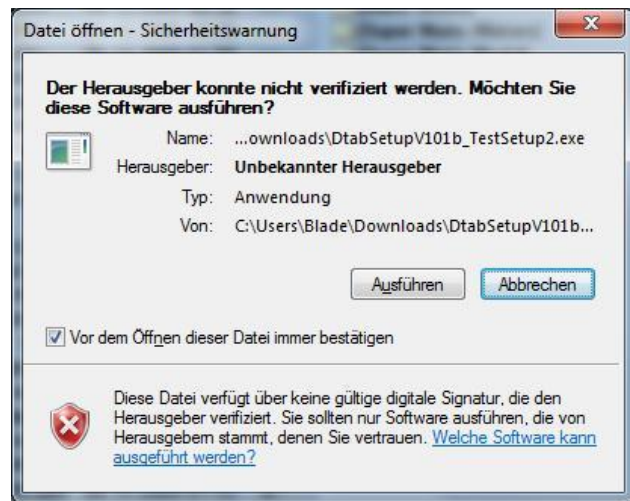 Datei öffnen - Sicherheitswarnung
Der Herausgeber konnte nicht verifiziert werden. Möchten Sie
diese Software ausführen?
Name: ...ownloads\DtabSetupV101b_TestSetup2.exe
Herausgeber: Unbekannter Herausgeber
Typ: Anwendung
Von: C:\Users\Blade\Downloads\DtabSetupV101b...
Ausführen Abbrechen
Vor dem Öffnen dieser Datei immer bestätigen
Diese Datei verfügt über keine gültige digitale Signatur, die den
Herausgeber verifiziert. Sie sollten nur Software ausführen, die von
Herausgebern stammt, denen Sie vertrauen. Welche Software kann
ausgeführt werden?